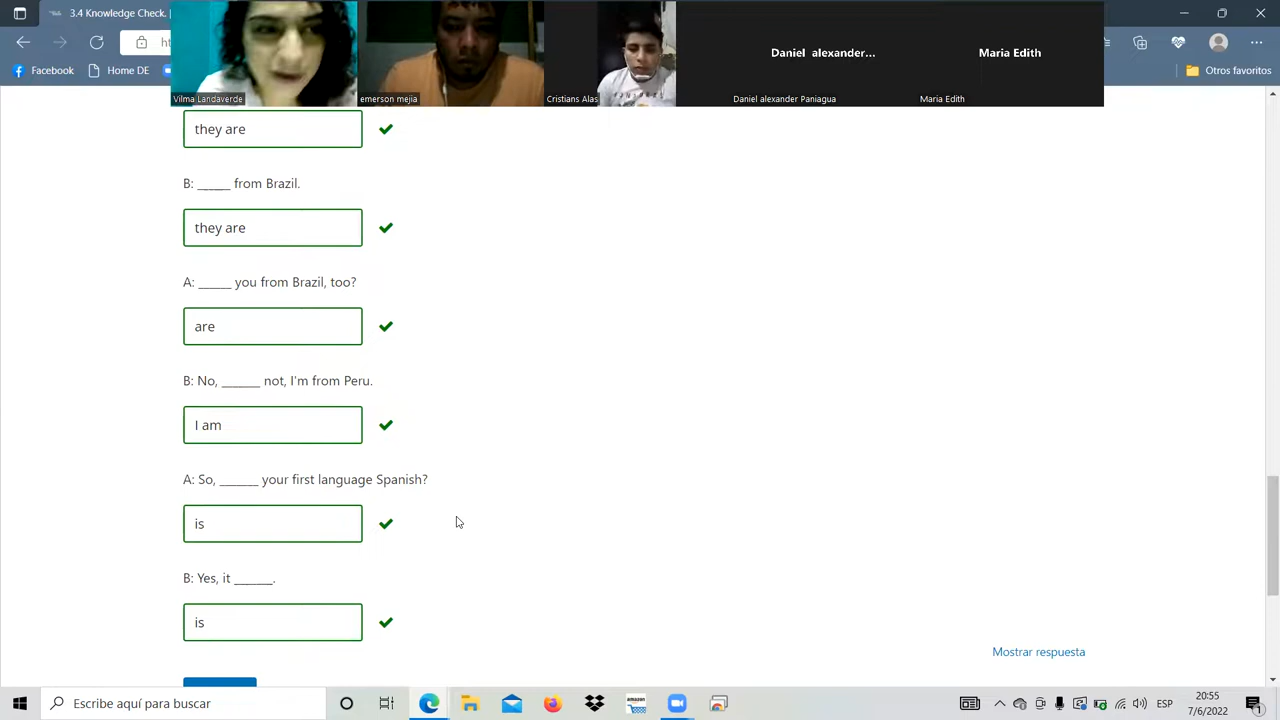 3.4 Knowledge Chec
Daniel alexander...
Maria Edith
Vilma Landaverde
emerson mejia
Cristians Alas
Daniel alexander Paniagua
Maria Edith
Facebook
Home DE
Otros favoritos
they are
B: _____ from Brazil.
they are
A: _____ you from Brazil, too?
are
B: No, ______ not, I'm from Peru.
I am
A: So, ______ your first language Spanish?
is
B: Yes, it ______.
is
Mostrar respuesta
Escribe aquí para buscar
amazon
ESP
20:55
7/6/2022
1